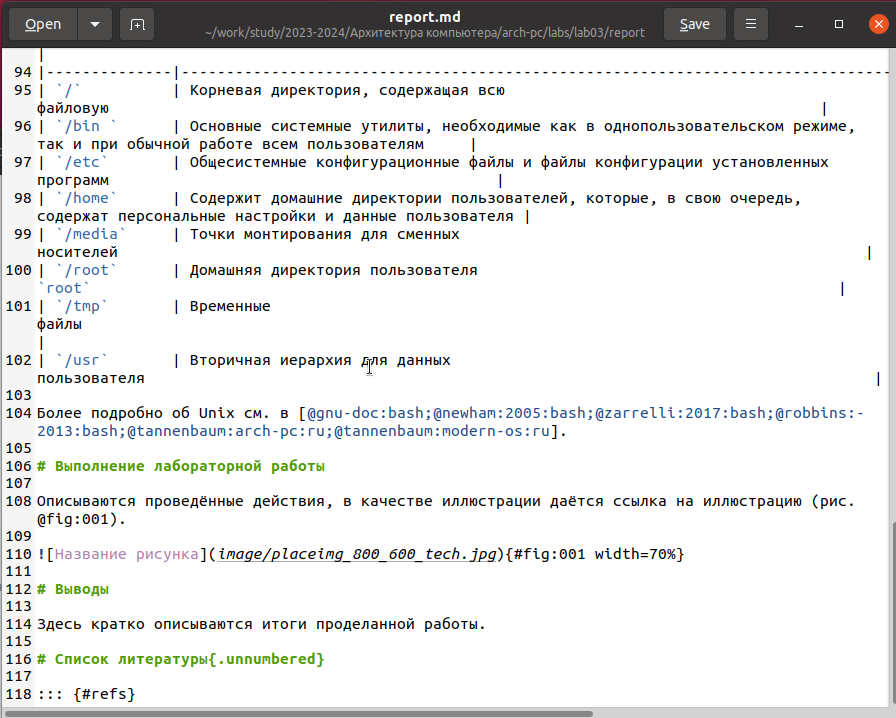 Open
report.md
~/work/study/2023-2024/Архитектура компьютера/arch-pc/labs/lab03/report
Save
|
94 |--------------|-------------------------------------------------------------------------------
95 | `/` | Корневая директория, содержащая всю
файловую |
96 | `/bin ` | Основные системные утилиты, необходимые как в однопользовательском режиме,
так и при обычной работе всем пользователям |
97 | `/etc` | Общесистемные конфигурационные файлы и файлы конфигурации установленных
программ |
98 | `/home` | Содержит домашние директории пользователей, которые, в свою очередь,
содержат персональные настройки и данные пользователя |
99 | `/media` | Точки монтирования для сменных
носителей |
100 | `/root` | Домашняя директория пользователя
`root` |
101 | `/tmp` | Временные
файлы
|
102 | `/usr` | Вторичная иерархия для данных
пользователя |
103
104 Более подробно об Unix см. в [@gnu-doc:bash;@newham:2005:bash;@zarrelli:2017:bash;@robbins:-
2013:bash;@tannenbaum:arch-pc:ru;@tannenbaum:modern-os:ru].
105
106 # Выполнение лабораторной работы
107
108 Описываются проведённые действия, в качестве иллюстрации даётся ссылка на иллюстрацию (рис.
@fig:001).
109
110 ![Название рисунка](image/placeimg_800_600_tech.jpg){#fig:001 width=70%}
111
112 # Выводы
113
114 Здесь кратко описываются итоги проделанной работы.
115
116 # Список литературы{.unnumbered}
117
118 ::: {#refs}